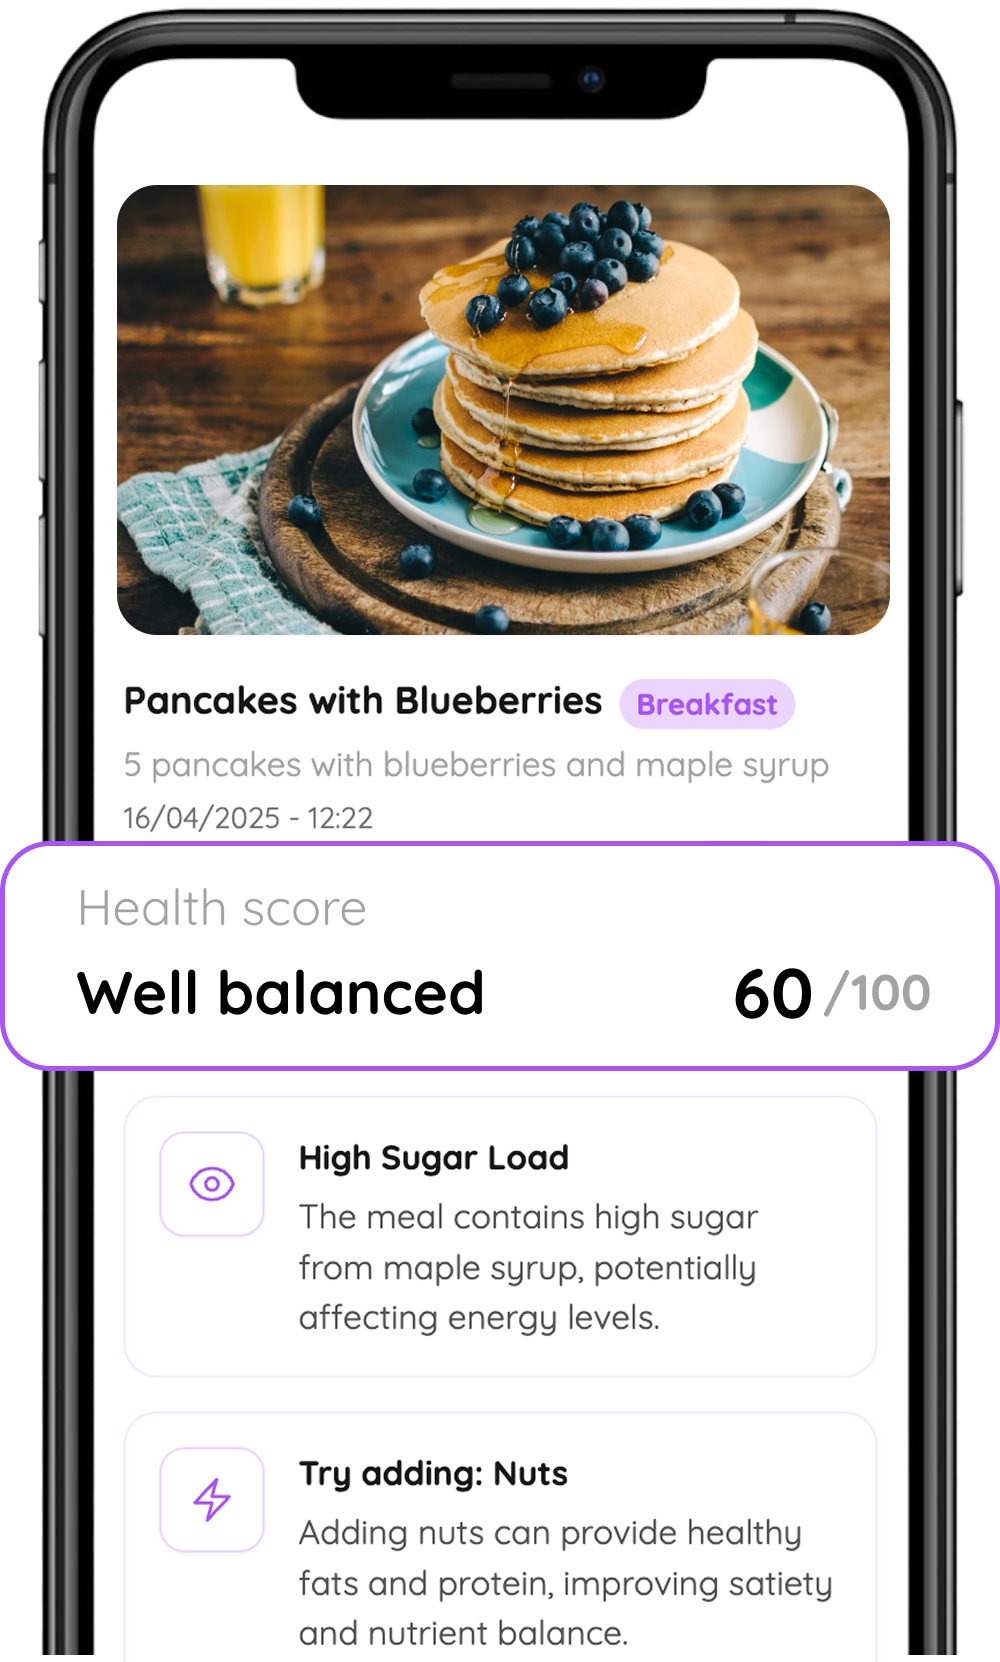 Pancakes with Blueberries Breakfast
5 pancakes with blueberries and maple syrup
16/04/2025 - 12:22
Health score
Well balanced 60 /100
High Sugar Load
The meal contains high sugar
from maple syrup, potentially
affecting energy levels.
Try adding: Nuts
Adding nuts can provide healthy
fats and protein, improving satiety
and nutrient balance.